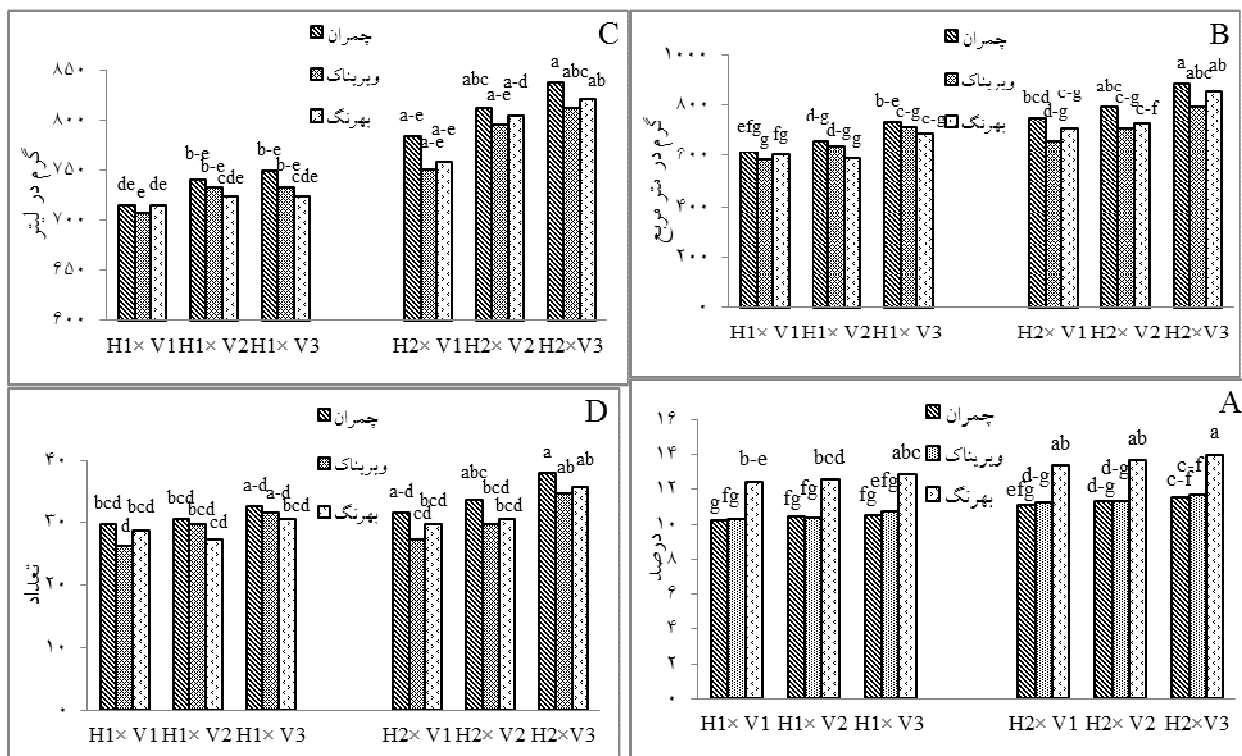 C
چمران
ویریناک
بهرنگ
گرم در لیتر
۸۵۰
۸۰۰
۷۵۰
۷۰۰
۶۵۰
۶۰۰
de e de
b-e b-e cde
b-e b-e cde
a-e a-e a-e
abc a-e a-d
a abc ab
H1× V1 H1× V2 H1× V3 H2× V1 H2× V2 H2×V3
B
چمران
ویریناک
بهرنگ
گرم در متر مربع
۱۰۰۰
۸۰۰
۶۰۰
۴۰۰
۲۰۰
۰
efg g fg
d-g d-g g
b-e c-g c-g
bcd d-g c-g
abc c-g c-f
a abc ab
H1× V1 H1× V2 H1× V3 H2× V1 H2× V2 H2×V3
D
چمران
ویریناک
بهرنگ
تعداد
۴۰
۳۰
۲۰
۱۰
۰
bcd d bcd
bcd bcd cd
a-d a-d bcd
a-d cd bcd
abc bcd bcd
a ab ab
H1× V1 H1× V2 H1× V3 H2× V1 H2× V2 H2×V3
A
چمران
ویریناک
بهرنگ
درصد
۱۶
۱۴
۱۲
۱۰
۸
۶
۴
۲
۰
g fg b-e
fg fg bcd
fg efg abc
efg d-g ab
d-g d-g ab
c-f c-f a
H1× V1 H1× V2 H1× V3 H2× V1 H2× V2 H2×V3